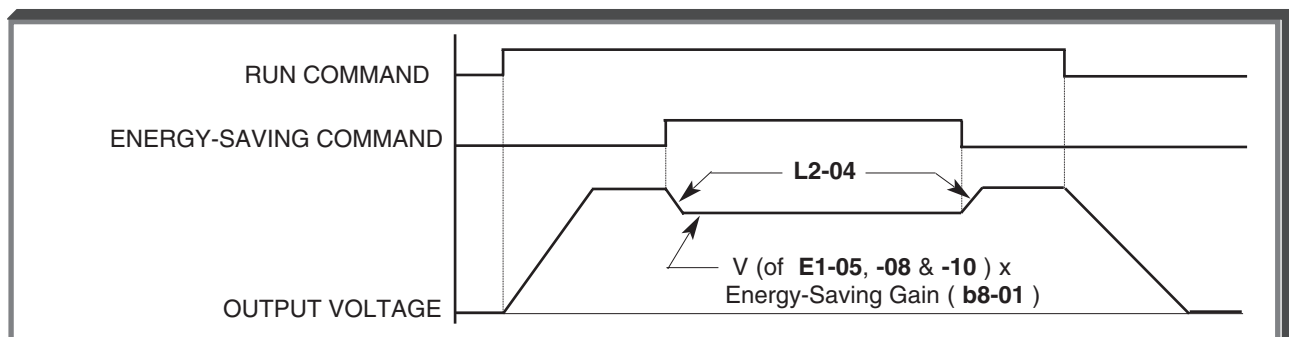 RUN COMMAND
ENERGY-SAVING COMMAND
L2-04
V (of E1-05, -08 & -10 ) x
Energy-Saving Gain ( b8-01 )
OUTPUT VOLTAGE